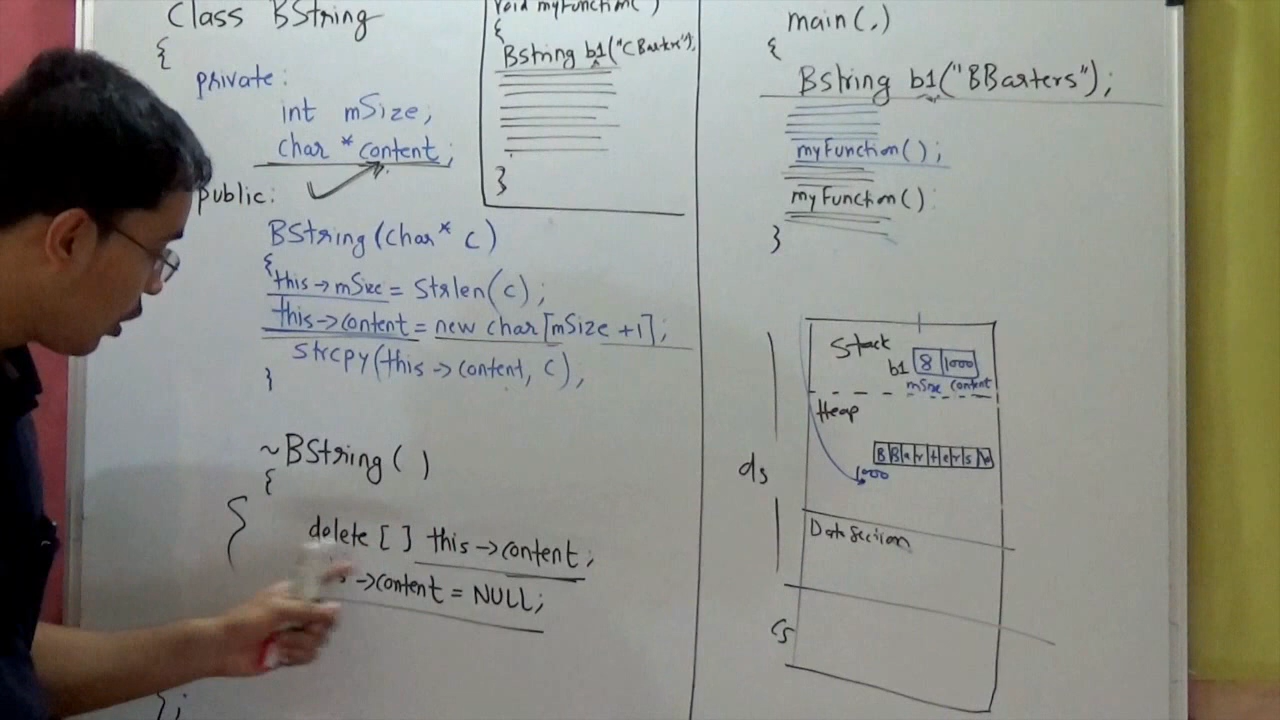 Class BString
{
private:
int mSize;
char * content;
public:
BString(char* c)
{
this->mSize = Strlen(c);
this->content = new char[mSize +1];
strcpy(this->content, c),
}
~BString( )
{
{
delete [ ] this->content;
->content = NULL;
};
void myfunction( )
{
Bstring b1("CBarters");
}
main(.)
{
BString b1("BBarters");
myFunction( );
myFunction( )
}
Stack
b1 8 1000
mSize content
Heap
B B a r t e r s \0
1000
ds
Data Section
cs